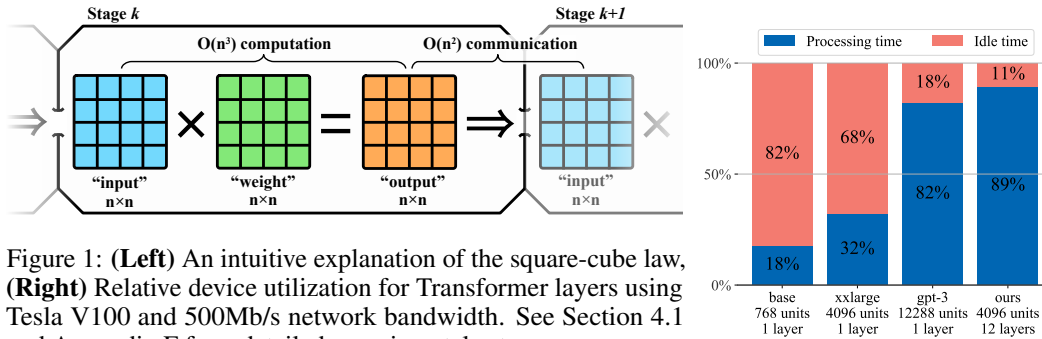 Stage k
Stage k+1
O(n³) computation
O(n²) communication
“input”
n×n
“weight”
n×n
“output”
n×n
“input”
n×n
Processing time
Idle time
100%
50%
0%
82%
18%
68%
32%
18%
82%
11%
89%
base
768 units
1 layer
xxlarge
4096 units
1 layer
gpt-3
12288 units
1 layer
ours
4096 units
12 layers
Figure 1: (Left) An intuitive explanation of the square-cube law,
(Right) Relative device utilization for Transformer layers using
Tesla V100 and 500Mb/s network bandwidth. See Section 4.1